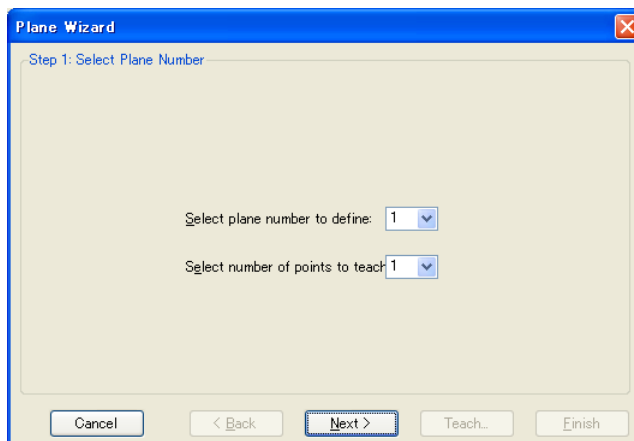 Plane Wizard
Step 1: Select Plane Number
Select plane number to define: 1
Select number of points to teach 1
Cancel < Back Next > Teach... Finish